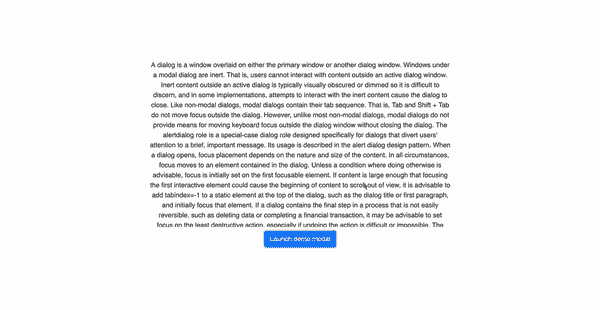 A dialog is a window overlaid on either the primary window or another dialog window. Windows under
a modal dialog are inert. That is, users cannot interact with content outside an active dialog window.
Inert content outside an active dialog is typically visually obscured or dimmed so it is difficult to
discern, and in some implementations, attempts to interact with the inert content cause the dialog to
close. Like non-modal dialogs, modal dialogs contain their tab sequence. That is, Tab and Shift + Tab
do not move focus outside the dialog. However, unlike most non-modal dialogs, modal dialogs do not
provide means for moving keyboard focus outside the dialog window without closing the dialog. The
alertdialog role is a special-case dialog role designed specifically for dialogs that divert users'
attention to a brief, important message. Its usage is described in the alert dialog design pattern. When
a dialog opens, focus placement depends on the nature and size of the content. In all circumstances,
focus moves to an element contained in the dialog. Unless a condition where doing otherwise is
advisable, focus is initially set on the first focusable element. If content is large enough that focusing
the first interactive element could cause the beginning of content to scroll out of view, it is advisable to
add tabindex=-1 to a static element at the top of the dialog, such as the dialog title or first paragraph,
and initially focus that element. If a dialog contains the final step in a process that is not easily
reversible, such as deleting data or completing a financial transaction, it may be advisable to set
focus on the least destructive action, especially if undoing the action is difficult or impossible. The
Launch demo modal